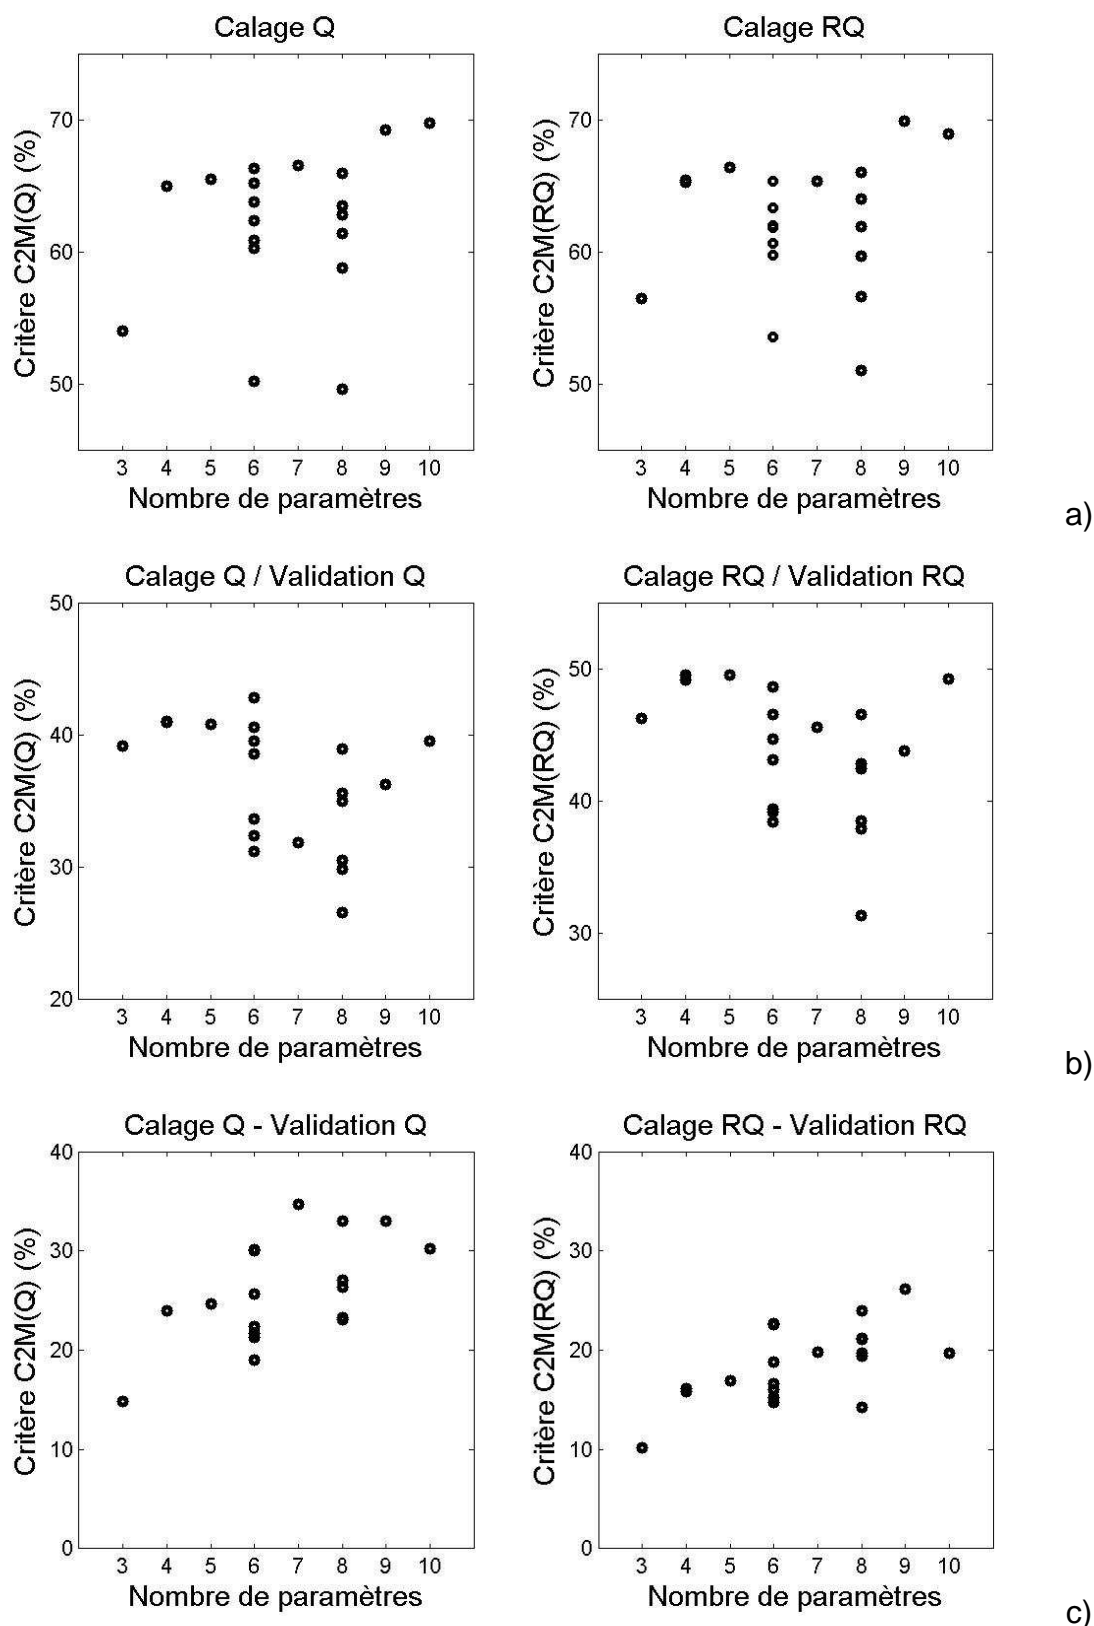 Calage Q
Critère C2M(Q) (%)
70
60
50
3 4 5 6 7 8 9 10
Nombre de paramètres
Calage RQ
Critère C2M(RQ) (%)
70
60
50
3 4 5 6 7 8 9 10
Nombre de paramètres
a)
Calage Q / Validation Q
Critère C2M(Q) (%)
50
40
30
20
3 4 5 6 7 8 9 10
Nombre de paramètres
Calage RQ / Validation RQ
Critère C2M(RQ) (%)
50
40
30
3 4 5 6 7 8 9 10
Nombre de paramètres
b)
Calage Q - Validation Q
Critère C2M(Q) (%)
40
30
20
10
0
3 4 5 6 7 8 9 10
Nombre de paramètres
Calage RQ - Validation RQ
Critère C2M(RQ) (%)
40
30
20
10
0
3 4 5 6 7 8 9 10
Nombre de paramètres
c)